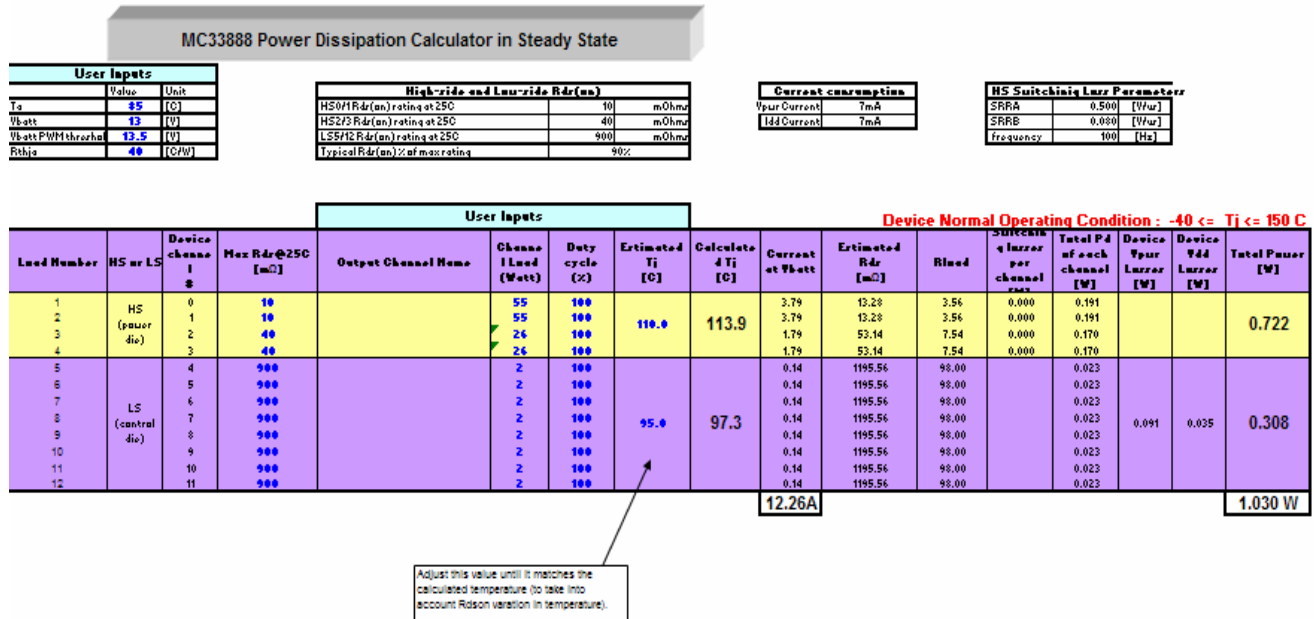 MC33888 Power Dissipation Calculator in Steady State
User Inputs
Value Unit
Ta 85 [C]
Vbatt 13 [V]
Vbatt PWM threshol 13.5 [V]
Rthja 40 [C/W]
High-side and Low-side Rds(on)
HS0/1 Rds(on) rating at 25C 10 mOhms
HS2/3 Rds(on) rating at 25C 40 mOhms
LS5/12 Rds(on) rating at 25C 900 mOhms
Typical Rds(on) % of max rating 90%
Current consumption
Vpwr Current 7mA
Idd Current 7mA
HS Switching Loss Parameters
SRRA 0.500 [V/us]
SRRB 0.080 [V/us]
frequency 100 [Hz]
User Inputs
Device Normal Operating Condition : -40 <= Tj <= 150 C
Load Number HS or LS Device channel # Max Rds@25C [mΩ] Output Channel Name Channel Load (Watt) Duty cycle (%) Estimated Tj [C] Calculated Tj [C] Current at Vbatt Estimated Rds [mΩ] Rload losses per channel Total Pd of each channel [W] Device Vpwr Losses [W] Device Vdd Losses [W] Total Power [W]
1 0 10 55 100 3.79 13.28 3.56 0.000 0.191
2 1 10 55 100 3.79 13.28 3.56 0.000 0.191
HS (power die) 110.0 113.9 0.722
3 2 40 26 100 1.79 53.14 7.54 0.000 0.170
4 3 40 26 100 1.79 53.14 7.54 0.000 0.170
5 4 900 2 100 0.14 1195.56 98.00 0.023
6 5 900 2 100 0.14 1195.56 98.00 0.023
7 6 900 2 100 0.14 1195.56 98.00 0.023
8 7 900 2 100 0.14 1195.56 98.00 0.023
LS (control die) 95.0 97.3 0.091 0.035 0.308
9 8 900 2 100 0.14 1195.56 98.00 0.023
10 9 900 2 100 0.14 1195.56 98.00 0.023
11 10 900 2 100 0.14 1195.56 98.00 0.023
12 11 900 2 100 0.14 1195.56 98.00 0.023
12.26A 1.030 W
Adjust this value until it matches the
calculated temperature (to take into
account Rdson varation in temperature).